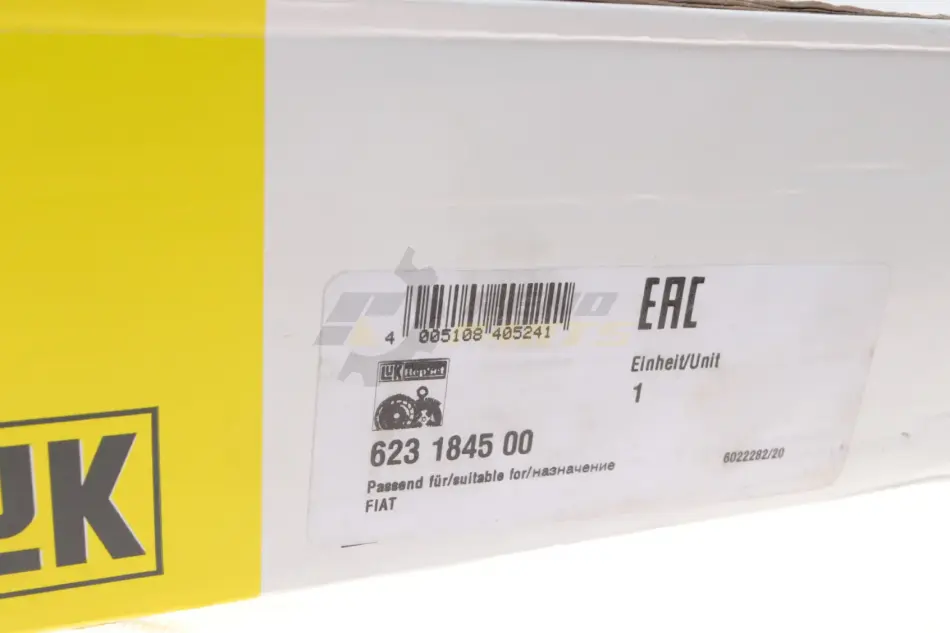 4 005108 405241
EAC
Einheit/Unit
1
LUK RepSet
623 1845 00
Passend für/suitable for/назначение
FIAT
6022282/20
LUK